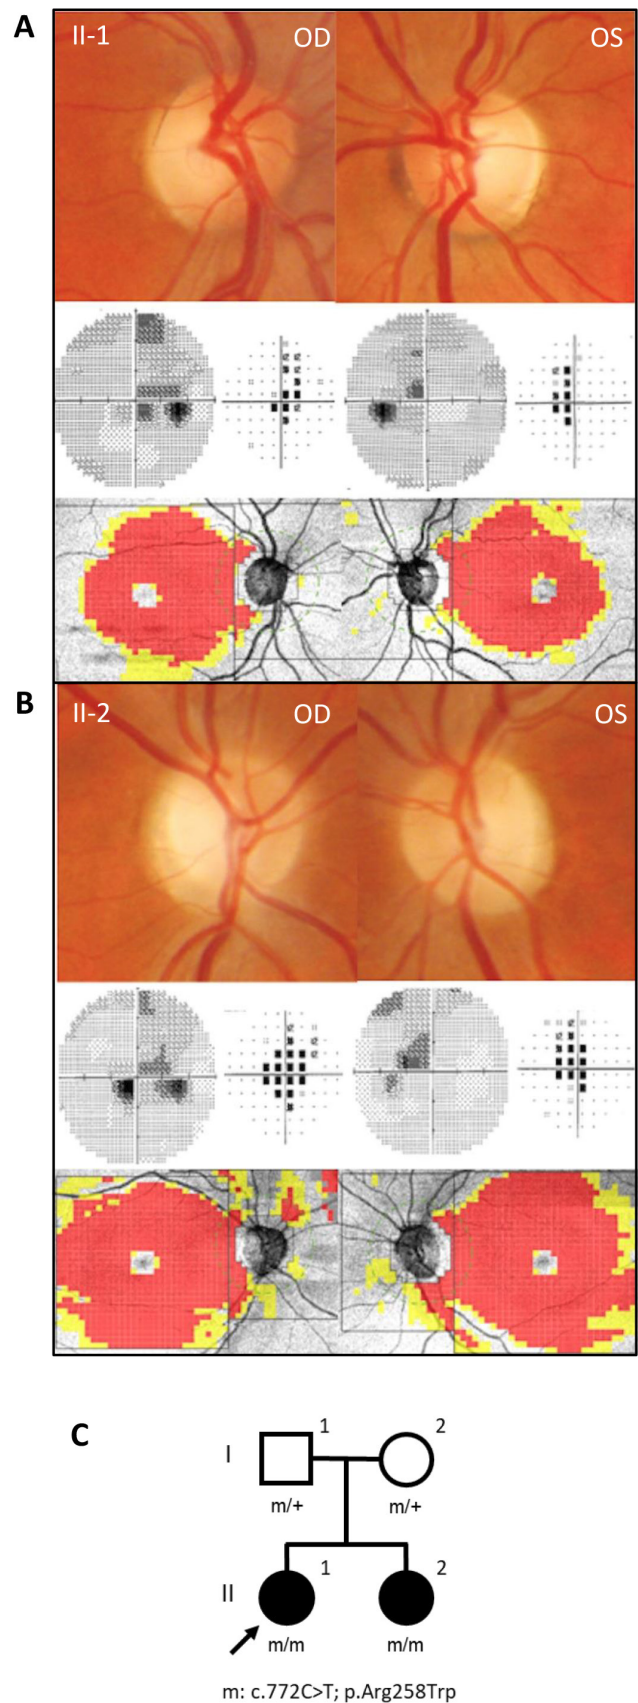 A
II-1
OD
OS
B
II-2
OD
OS
C
I
1
2
m/+
m/+
II
1
2
m/m
m/m
m: c.772C>T; p.Arg258Trp